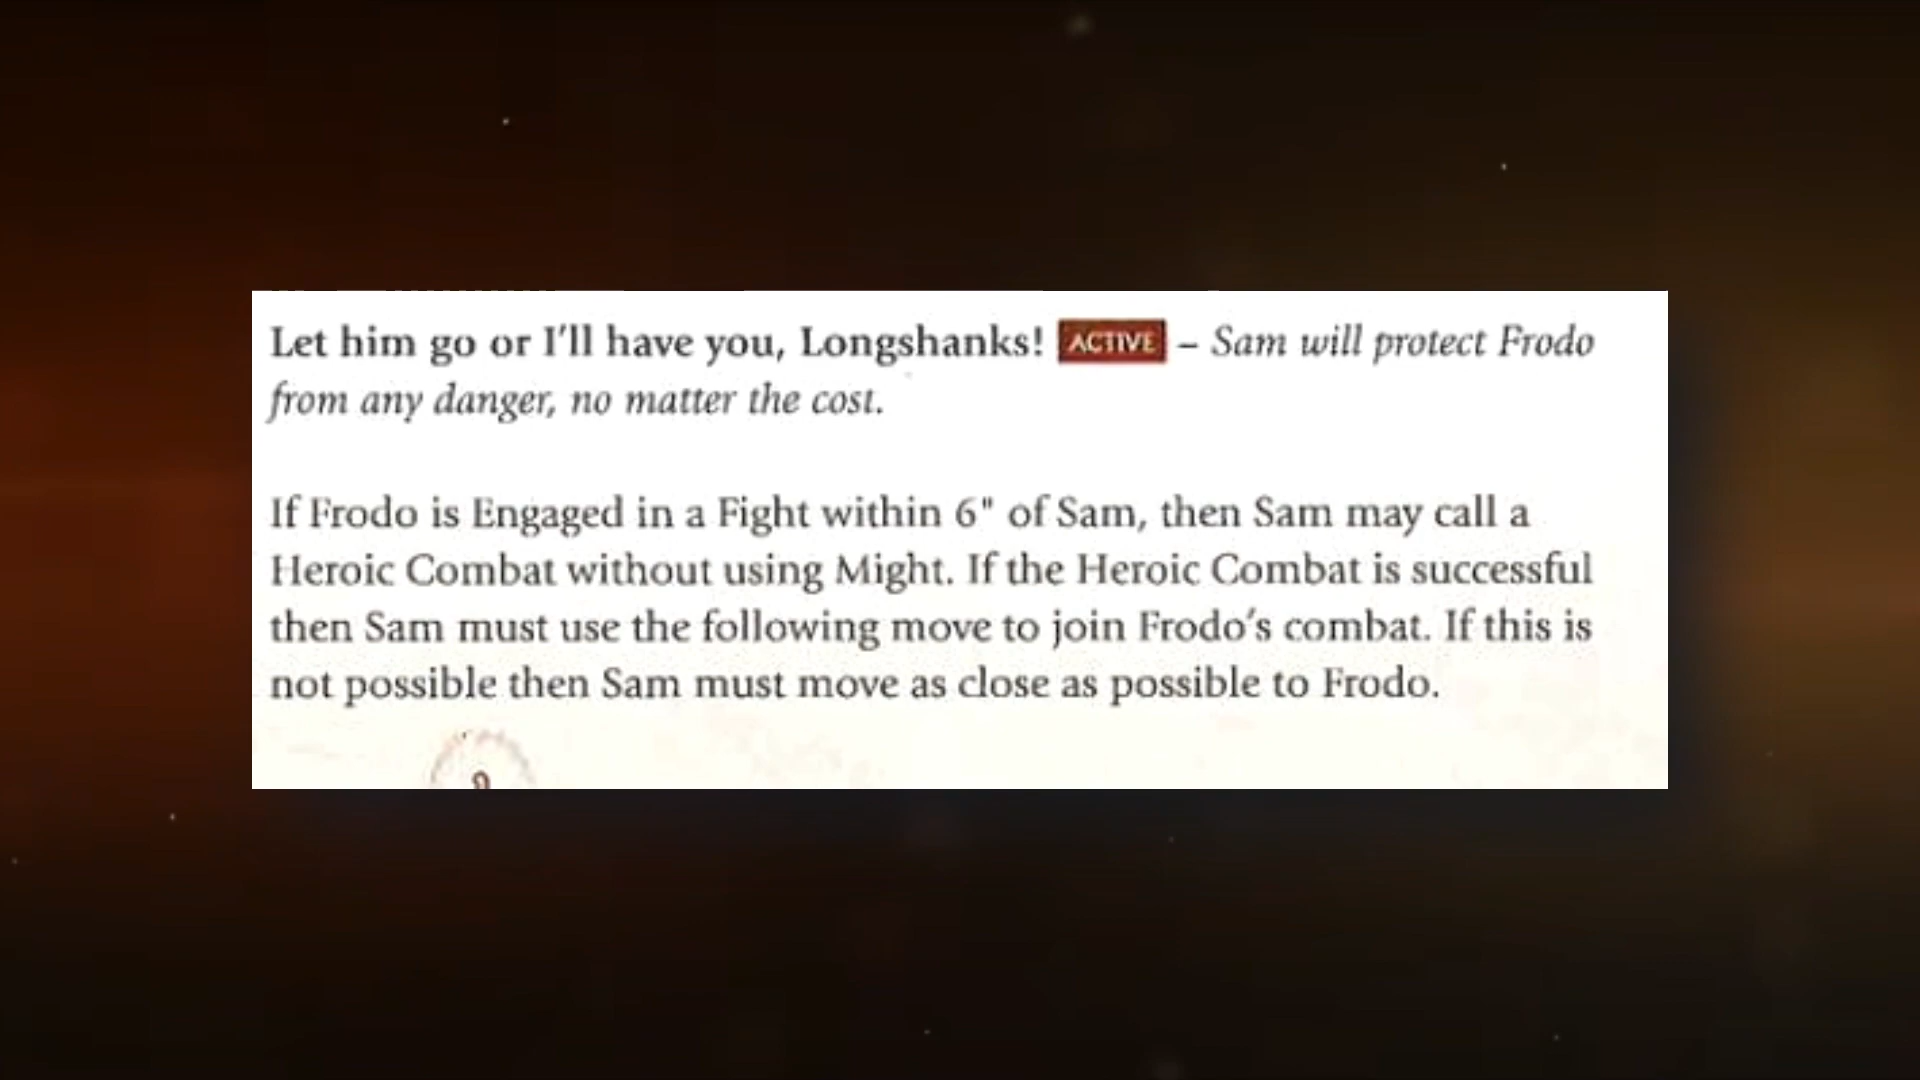 Let him go or I'll have you, Longshanks! ACTIVE – Sam will protect Frodo
from any danger, no matter the cost.
If Frodo is Engaged in a Fight within 6" of Sam, then Sam may call a
Heroic Combat without using Might. If the Heroic Combat is successful
then Sam must use the following move to join Frodo's combat. If this is
not possible then Sam must move as close as possible to Frodo.